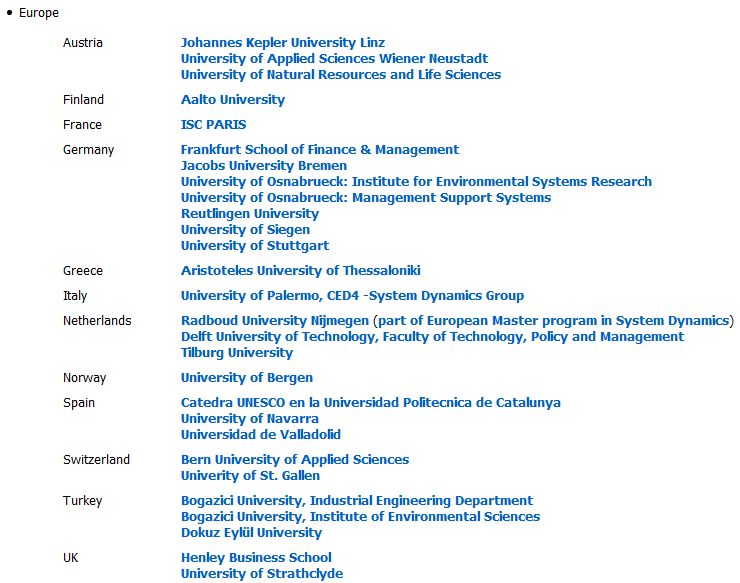 • Europe
Austria Johannes Kepler University Linz
University of Applied Sciences Wiener Neustadt
University of Natural Resources and Life Sciences
Finland Aalto University
France ISC PARIS
Germany Frankfurt School of Finance & Management
Jacobs University Bremen
University of Osnabrueck: Institute for Environmental Systems Research
University of Osnabrueck: Management Support Systems
Reutlingen University
University of Siegen
University of Stuttgart
Greece Aristoteles University of Thessaloniki
Italy University of Palermo, CED4 -System Dynamics Group
Netherlands Radboud University Nijmegen (part of European Master program in System Dynamics)
Delft University of Technology, Faculty of Technology, Policy and Management
Tilburg University
Norway University of Bergen
Spain Catedra UNESCO en la Universidad Politecnica de Catalunya
University of Navarra
Universidad de Valladolid
Switzerland Bern University of Applied Sciences
Univerity of St. Gallen
Turkey Bogazici University, Industrial Engineering Department
Bogazici University, Institute of Environmental Sciences
Dokuz Eylül University
UK Henley Business School
University of Strathclyde